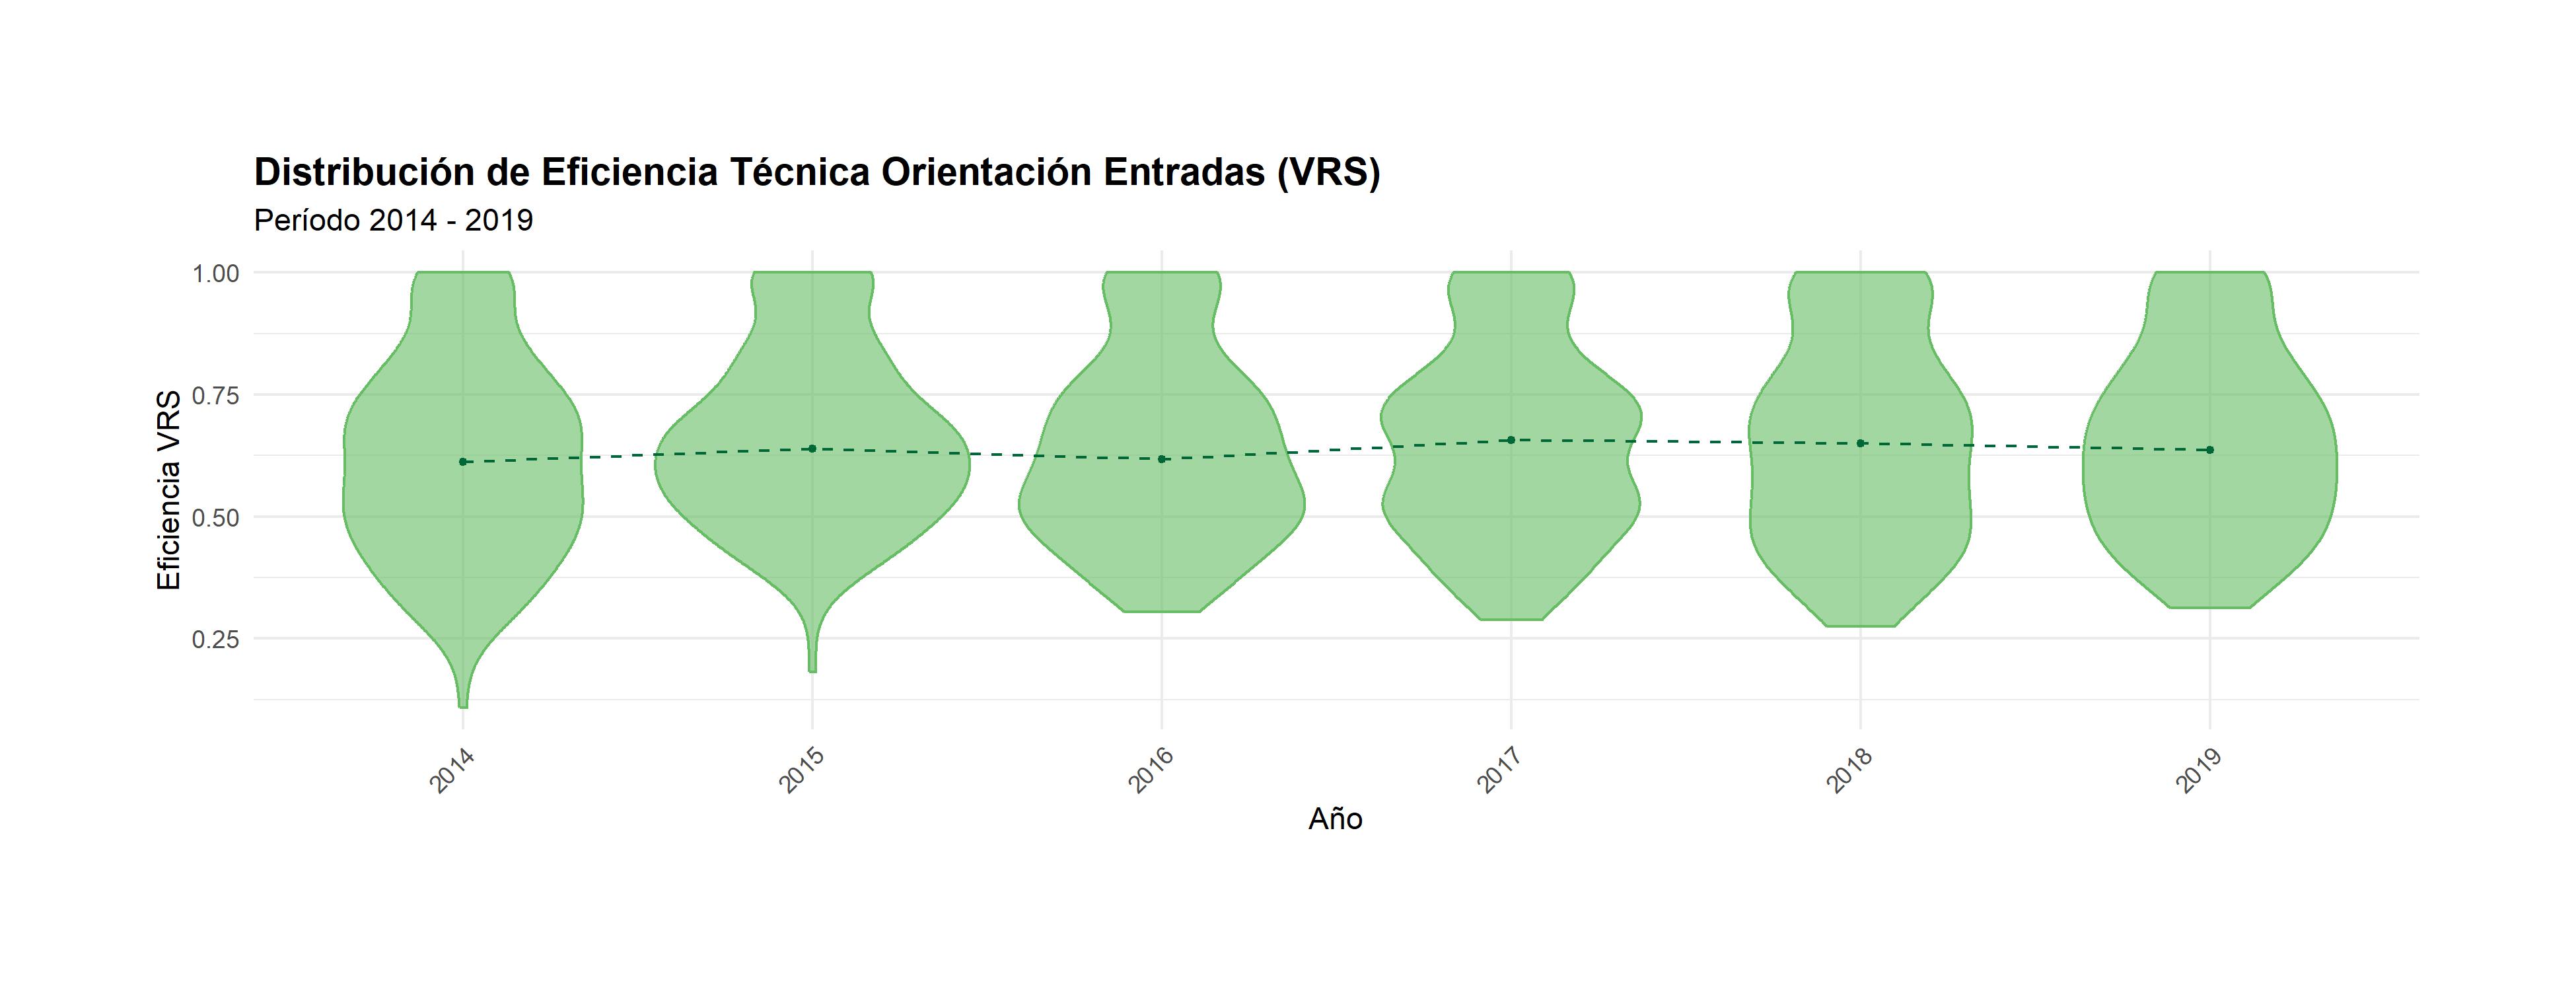 Distribución de Eficiencia Técnica Orientación Entradas (VRS)
Período 2014 - 2019
Eficiencia VRS
1.00
0.75
0.50
0.25
2014
2015
2016
2017
2018
2019
Año